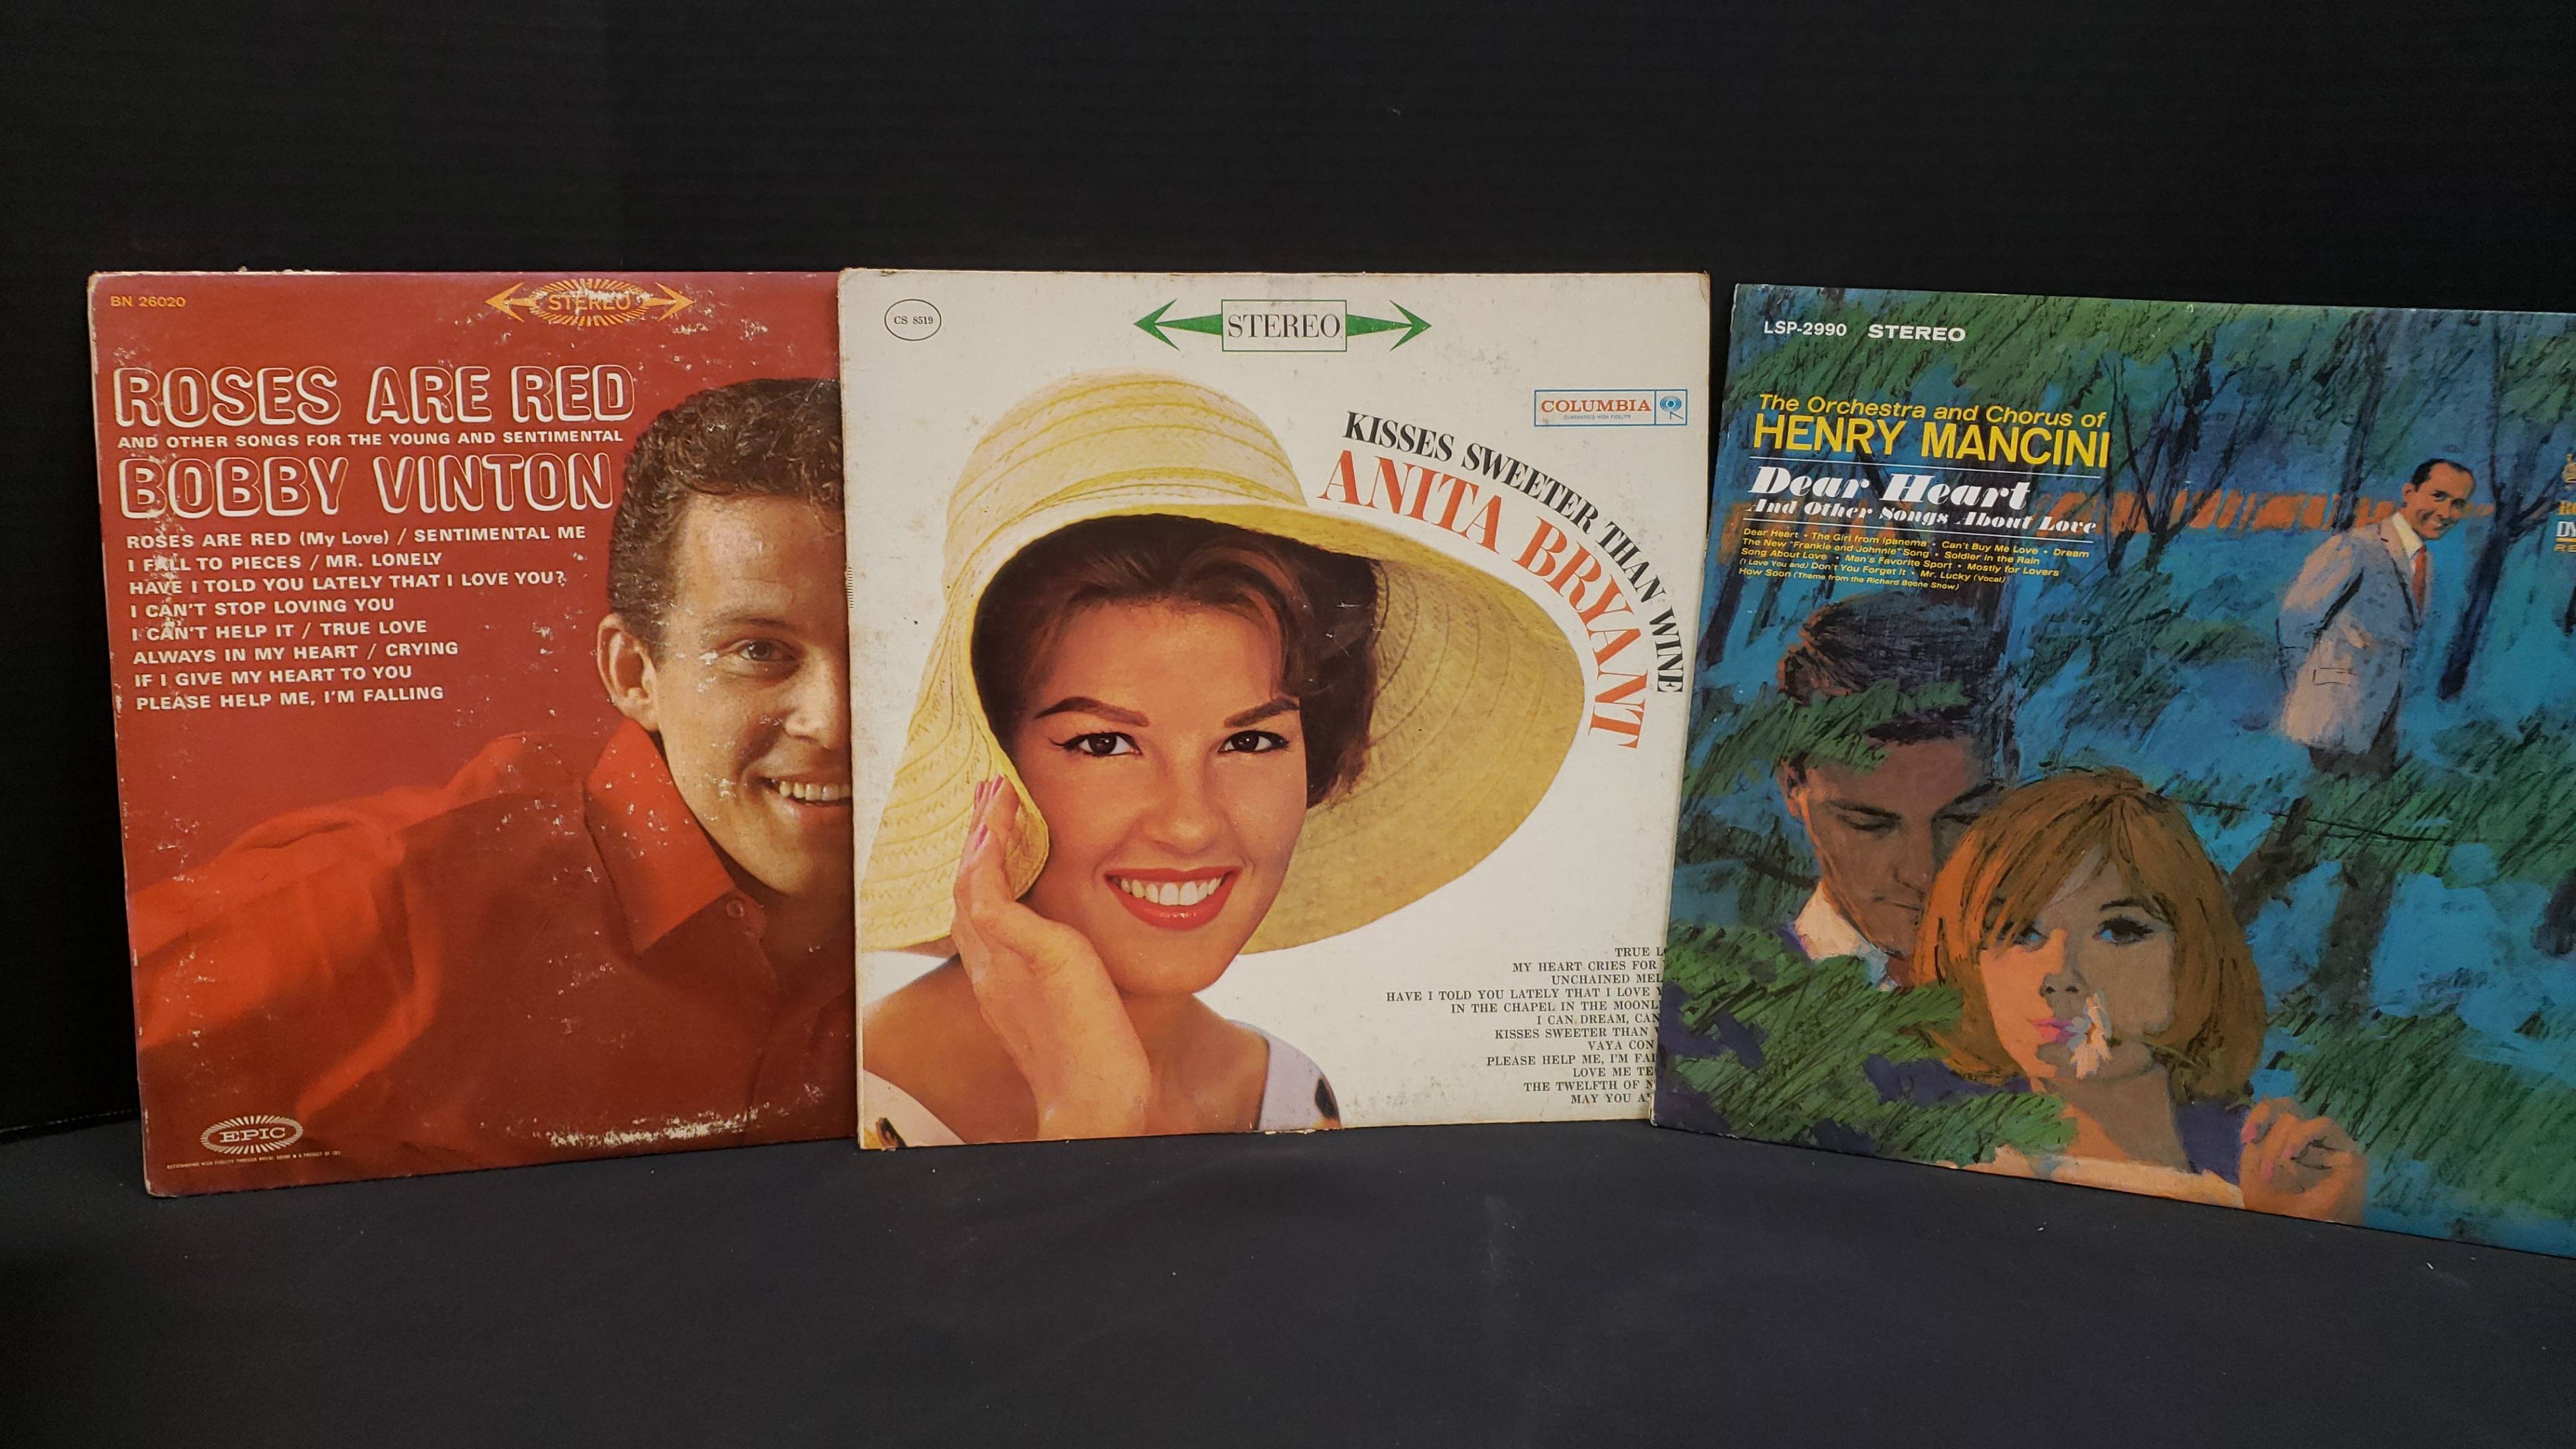 BN 26020
STEREO
ROSES ARE RED
AND OTHER SONGS FOR THE YOUNG AND SENTIMENTAL
BOBBY VINTON
ROSES ARE RED (My Love) / SENTIMENTAL ME
I FALL TO PIECES / MR. LONELY
HAVE I TOLD YOU LATELY THAT I LOVE YOU?
I CAN'T STOP LOVING YOU
I CAN'T HELP IT / TRUE LOVE
ALWAYS IN MY HEART / CRYING
IF I GIVE MY HEART TO YOU
PLEASE HELP ME, I'M FALLING
EPIC
CS 8519
STEREO
COLUMBIA
GUARANTEED HIGH FIDELITY
KISSES SWEETER THAN WINE
ANITA BRYANT
TRUE
MY HEART CRIES FOR
UNCHAINED
HAVE I TOLD YOU LATELY THAT I LOVE
IN THE CHAPEL IN THE
I CAN DREAM,
KISSES SWEETER THAN
VAYA CON
PLEASE HELP ME, I'M
LOVE ME
THE TWELFTH OF
MAY YOU
LSP-2990 STEREO
The Orchestra and Chorus of
HENRY MANCINI
Dear Heart
And Other Songs About Love
Dear Heart • The Girl from Ipanema • Can't Buy Me Love • Dream
The New "Frankie and Johnnie" Song • Soldier in the Rain
Song About Love • Man's Favorite Sport • Mostly for Lovers
(I Love You and) Don't You Forget It • Mr. Lucky (Vocal)
How Soon (Theme from the Richard Boone Show)